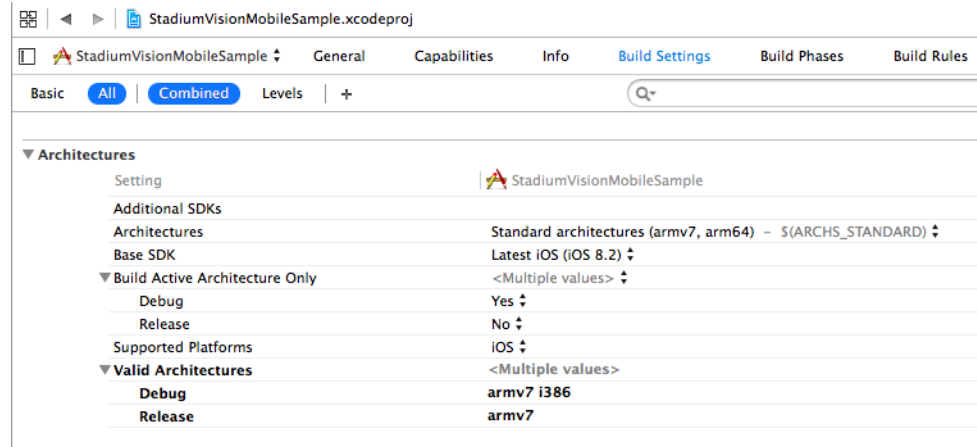 StadiumVisionMobileSample.xcodeproj
StadiumVisionMobileSample General Capabilities Info Build Settings Build Phases Build Rules
Basic All Combined Levels +
Architectures
Setting StadiumVisionMobileSample
Additional SDKs
Architectures Standard architectures (armv7, arm64) – $(ARCHS_STANDARD)
Base SDK Latest iOS (iOS 8.2)
Build Active Architecture Only <Multiple values>
Debug Yes
Release No
Supported Platforms iOS
Valid Architectures <Multiple values>
Debug armv7 i386
Release armv7